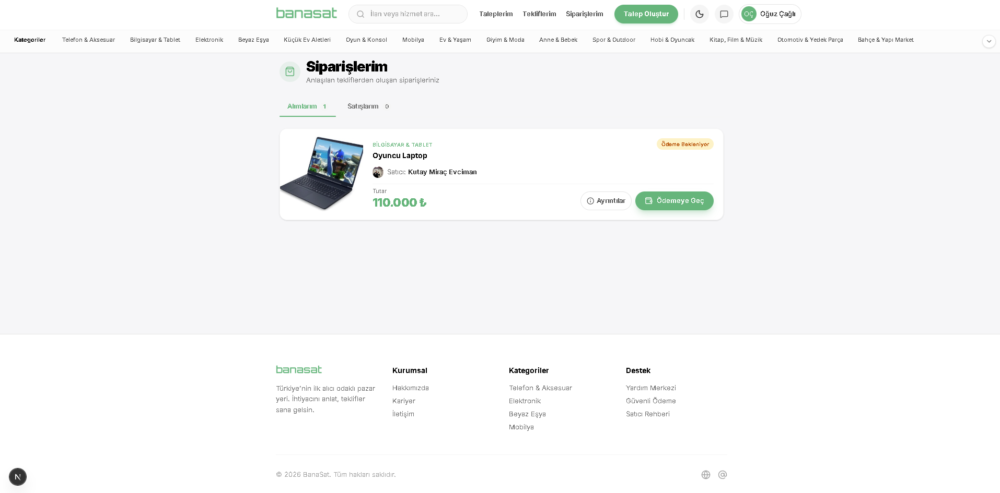 banasat
İlan veya hizmet ara...
Taleplerim
Tekliflerim
Siparişlerim
Talep Oluştur
OÇ
Oğuz Çağlı
Kategoriler
Telefon & Aksesuar
Bilgisayar & Tablet
Elektronik
Beyaz Eşya
Küçük Ev Aletleri
Oyun & Konsol
Mobilya
Ev & Yaşam
Giyim & Moda
Anne & Bebek
Spor & Outdoor
Hobi & Oyuncak
Kitap, Film & Müzik
Otomotiv & Yedek Parça
Bahçe & Yapı Market
Siparişlerim
Anlaşılan tekliflerden oluşan siparişleriniz
Alımlarım 1
Satışlarım 0
BİLGİSAYAR & TABLET
Ödeme Bekleniyor
Oyuncu Laptop
Satıcı: Kutay Miraç Evciman
Tutar
110.000 ₺
Ayrıntılar
Ödemeye Geç
banasat
Türkiye'nin ilk alıcı odaklı pazar
yeri. İhtiyacını anlat, teklifler
sana gelsin.
Kurumsal
Hakkımızda
Kariyer
İletişim
Kategoriler
Telefon & Aksesuar
Elektronik
Beyaz Eşya
Mobilya
Destek
Yardım Merkezi
Güvenli Ödeme
Satıcı Rehberi
© 2026 BanaSat. Tüm hakları saklıdır.
N